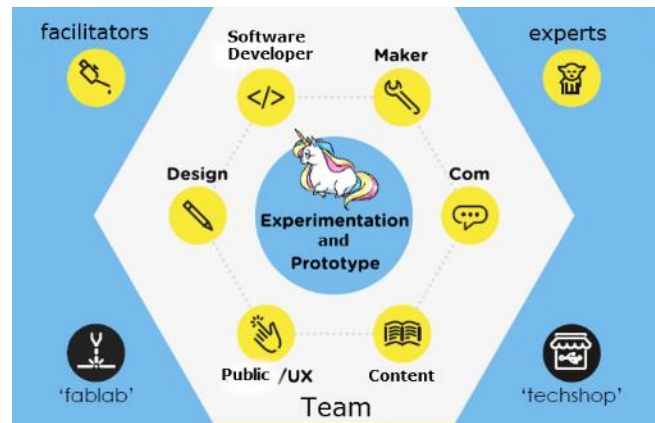 facilitators
experts
Software
Developer
Maker
</>
Design
Com
Experimentation
and
Prototype
Public /UX
Content
'fablab'
Team
'techshop'